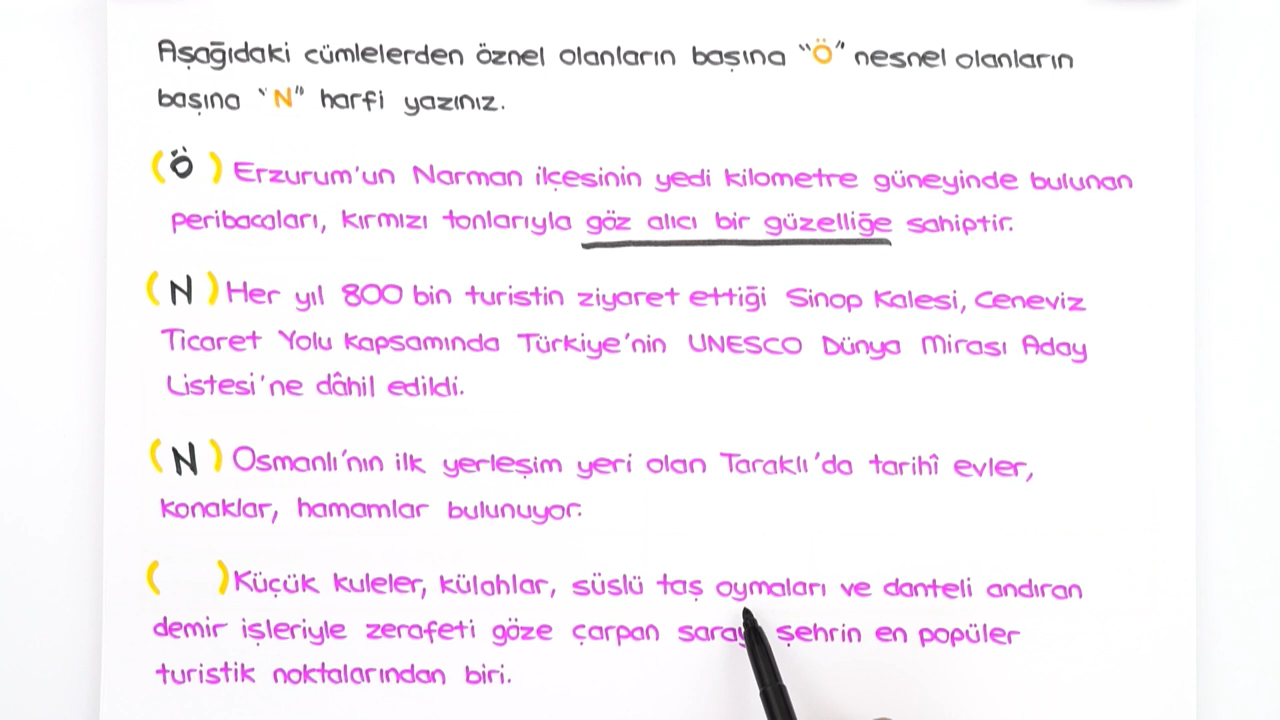 Aşağıdaki cümlelerden öznel olanların başına "Ö" nesnel olanların
başına "N" harfi yazınız.
(Ö) Erzurum'un Narman ilçesinin yedi kilometre güneyinde bulunan
peribacaları, kırmızı tonlarıyla göz alıcı bir güzelliğe sahiptir.
(N) Her yıl 800 bin turistin ziyaret ettiği Sinop Kalesi, Ceneviz
Ticaret Yolu kapsamında Türkiye'nin UNESCO Dünya Mirası Aday
Listesi'ne dâhil edildi.
(N) Osmanlı'nın ilk yerleşim yeri olan Taraklı'da tarihî evler,
konaklar, hamamlar bulunuyor.
( ) Küçük kuleler, külahlar, süslü taş oymaları ve danteli andıran
demir işleriyle zerafeti göze çarpan şehrin en popüler
turistik noktalarından biri.